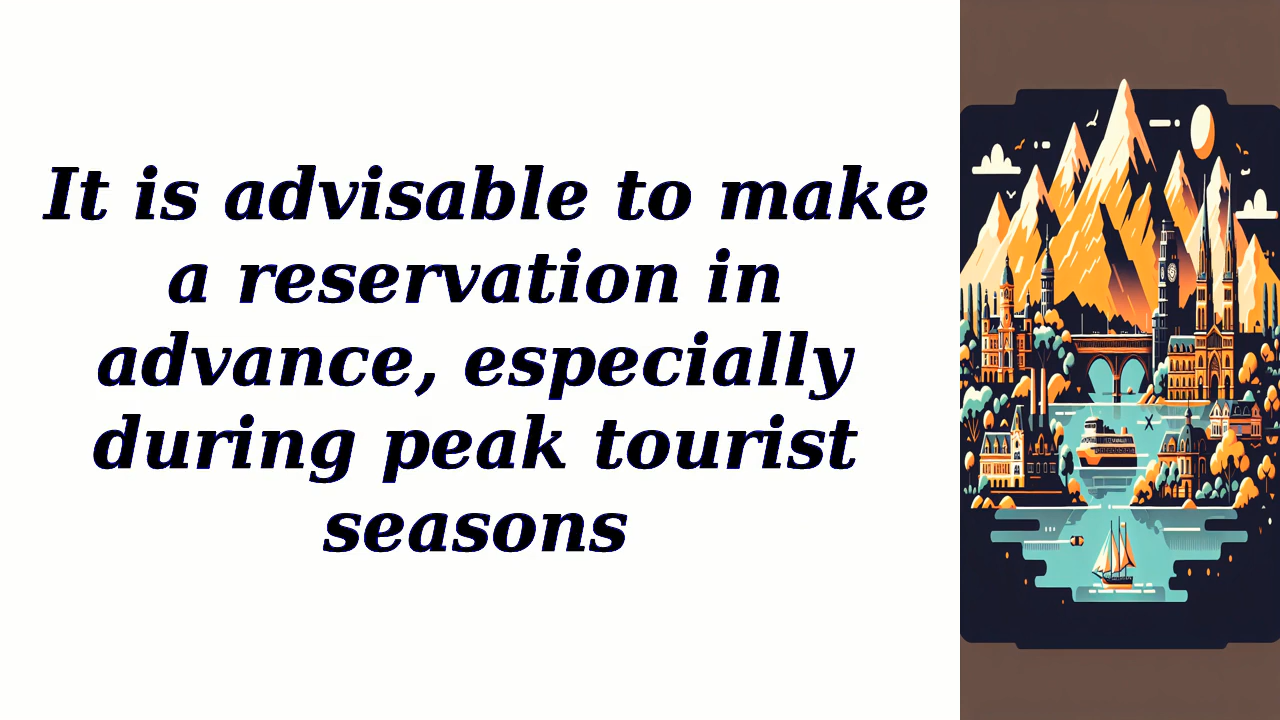 It is advisable to make
a reservation in
advance, especially
during peak tourist
seasons